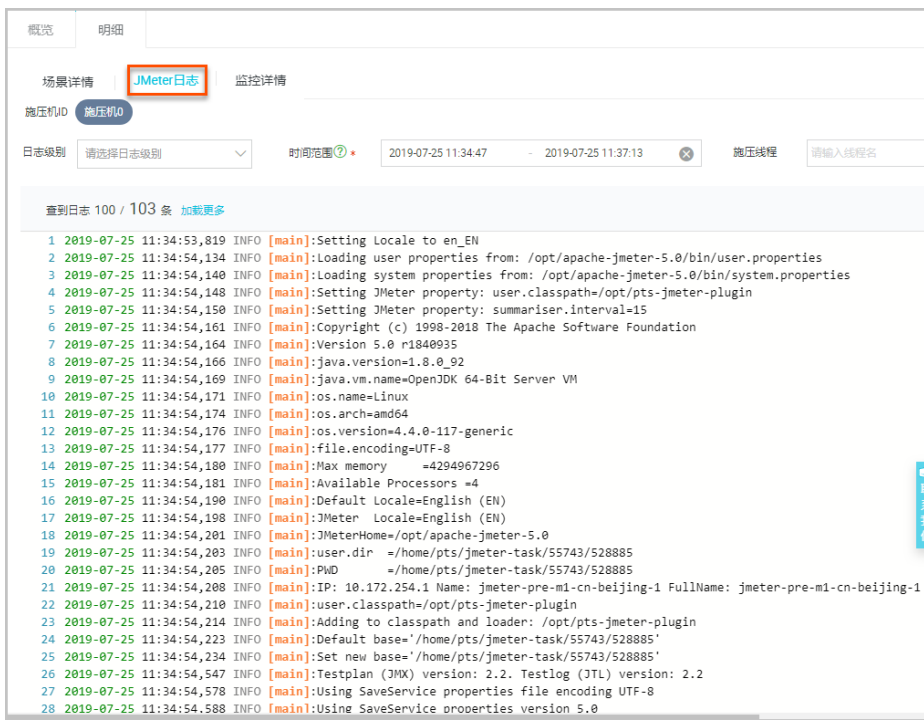 概览 明细
场景详情 JMeter日志 监控详情
施压机ID 施压机0
日志级别 请选择日志级别 时间范围? * 2019-07-25 11:34:47 - 2019-07-25 11:37:13 施压线程 请输入线程名
查到日志 100 / 103 条 加载更多
1 2019-07-25 11:34:53,819 INFO [main]:Setting Locale to en_EN
2 2019-07-25 11:34:54,134 INFO [main]:Loading user properties from: /opt/apache-jmeter-5.0/bin/user.properties
3 2019-07-25 11:34:54,140 INFO [main]:Loading system properties from: /opt/apache-jmeter-5.0/bin/system.properties
4 2019-07-25 11:34:54,148 INFO [main]:Setting JMeter property: user.classpath=/opt/pts-jmeter-plugin
5 2019-07-25 11:34:54,150 INFO [main]:Setting JMeter property: summariser.interval=15
6 2019-07-25 11:34:54,161 INFO [main]:Copyright (c) 1998-2018 The Apache Software Foundation
7 2019-07-25 11:34:54,164 INFO [main]:Version 5.0 r1840935
8 2019-07-25 11:34:54,166 INFO [main]:java.version=1.8.0_92
9 2019-07-25 11:34:54,169 INFO [main]:java.vm.name=OpenJDK 64-Bit Server VM
10 2019-07-25 11:34:54,171 INFO [main]:os.name=Linux
11 2019-07-25 11:34:54,174 INFO [main]:os.arch=amd64
12 2019-07-25 11:34:54,176 INFO [main]:os.version=4.4.0-117-generic
13 2019-07-25 11:34:54,177 INFO [main]:file.encoding=UTF-8
14 2019-07-25 11:34:54,180 INFO [main]:Max memory =4294967296
15 2019-07-25 11:34:54,181 INFO [main]:Available Processors =4
16 2019-07-25 11:34:54,190 INFO [main]:Default Locale=English (EN)
17 2019-07-25 11:34:54,198 INFO [main]:JMeter Locale=English (EN)
18 2019-07-25 11:34:54,201 INFO [main]:JMeterHome=/opt/apache-jmeter-5.0
19 2019-07-25 11:34:54,203 INFO [main]:user.dir =/home/pts/jmeter-task/55743/528885
20 2019-07-25 11:34:54,205 INFO [main]:PWD =/home/pts/jmeter-task/55743/528885
21 2019-07-25 11:34:54,208 INFO [main]:IP: 10.172.254.1 Name: jmeter-pre-m1-cn-beijing-1 FullName: jmeter-pre-m1-cn-beijing-1
22 2019-07-25 11:34:54,210 INFO [main]:user.classpath=/opt/pts-jmeter-plugin
23 2019-07-25 11:34:54,214 INFO [main]:Adding to classpath and loader: /opt/pts-jmeter-plugin
24 2019-07-25 11:34:54,223 INFO [main]:Default base='/home/pts/jmeter-task/55743/528885'
25 2019-07-25 11:34:54,234 INFO [main]:Set new base='/home/pts/jmeter-task/55743/528885'
26 2019-07-25 11:34:54,547 INFO [main]:Testplan (JMX) version: 2.2. Testlog (JTL) version: 2.2
27 2019-07-25 11:34:54,578 INFO [main]:Using SaveService properties file encoding UTF-8
28 2019-07-25 11:34:54,588 INFO [main]:Using SaveService properties version 5.0